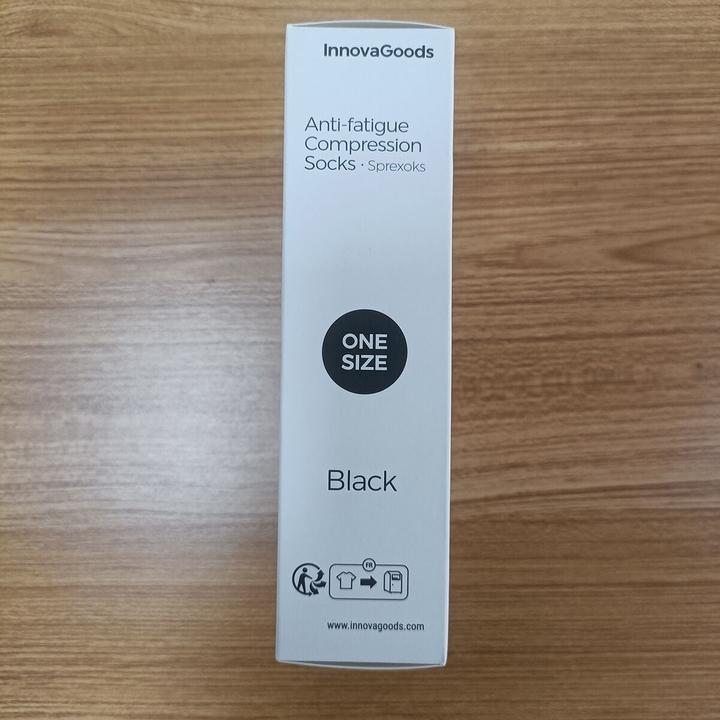 InnovaGoods
Anti-fatigue
Compression
Socks · Sprexoks
ONE
SIZE
Black
FR
www.innovagoods.com